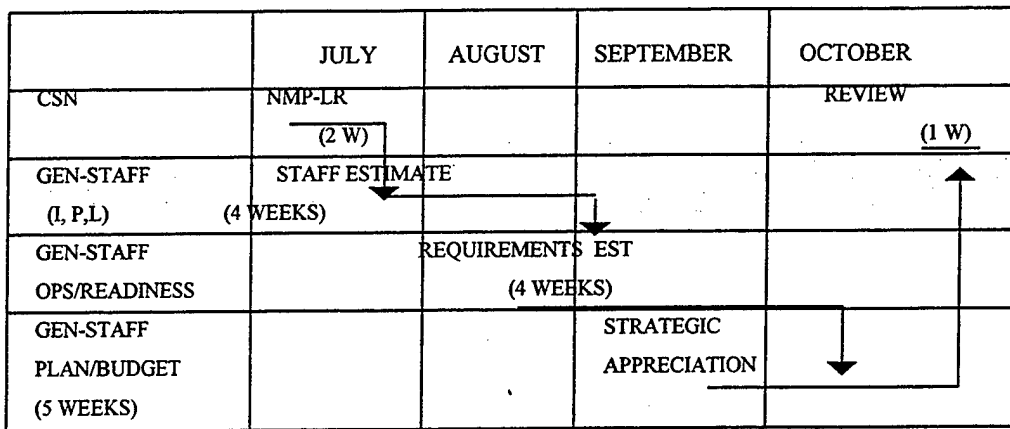 JULY AUGUST SEPTEMBER OCTOBER
CSN NMP-LR REVIEW
(2 W) (1 W)
GEN-STAFF STAFF ESTIMATE
(I, P,L) (4 WEEKS)
GEN-STAFF REQUIREMENTS EST
OPS/READINESS (4 WEEKS)
GEN-STAFF STRATEGIC
PLAN/BUDGET APPRECIATION
(5 WEEKS)